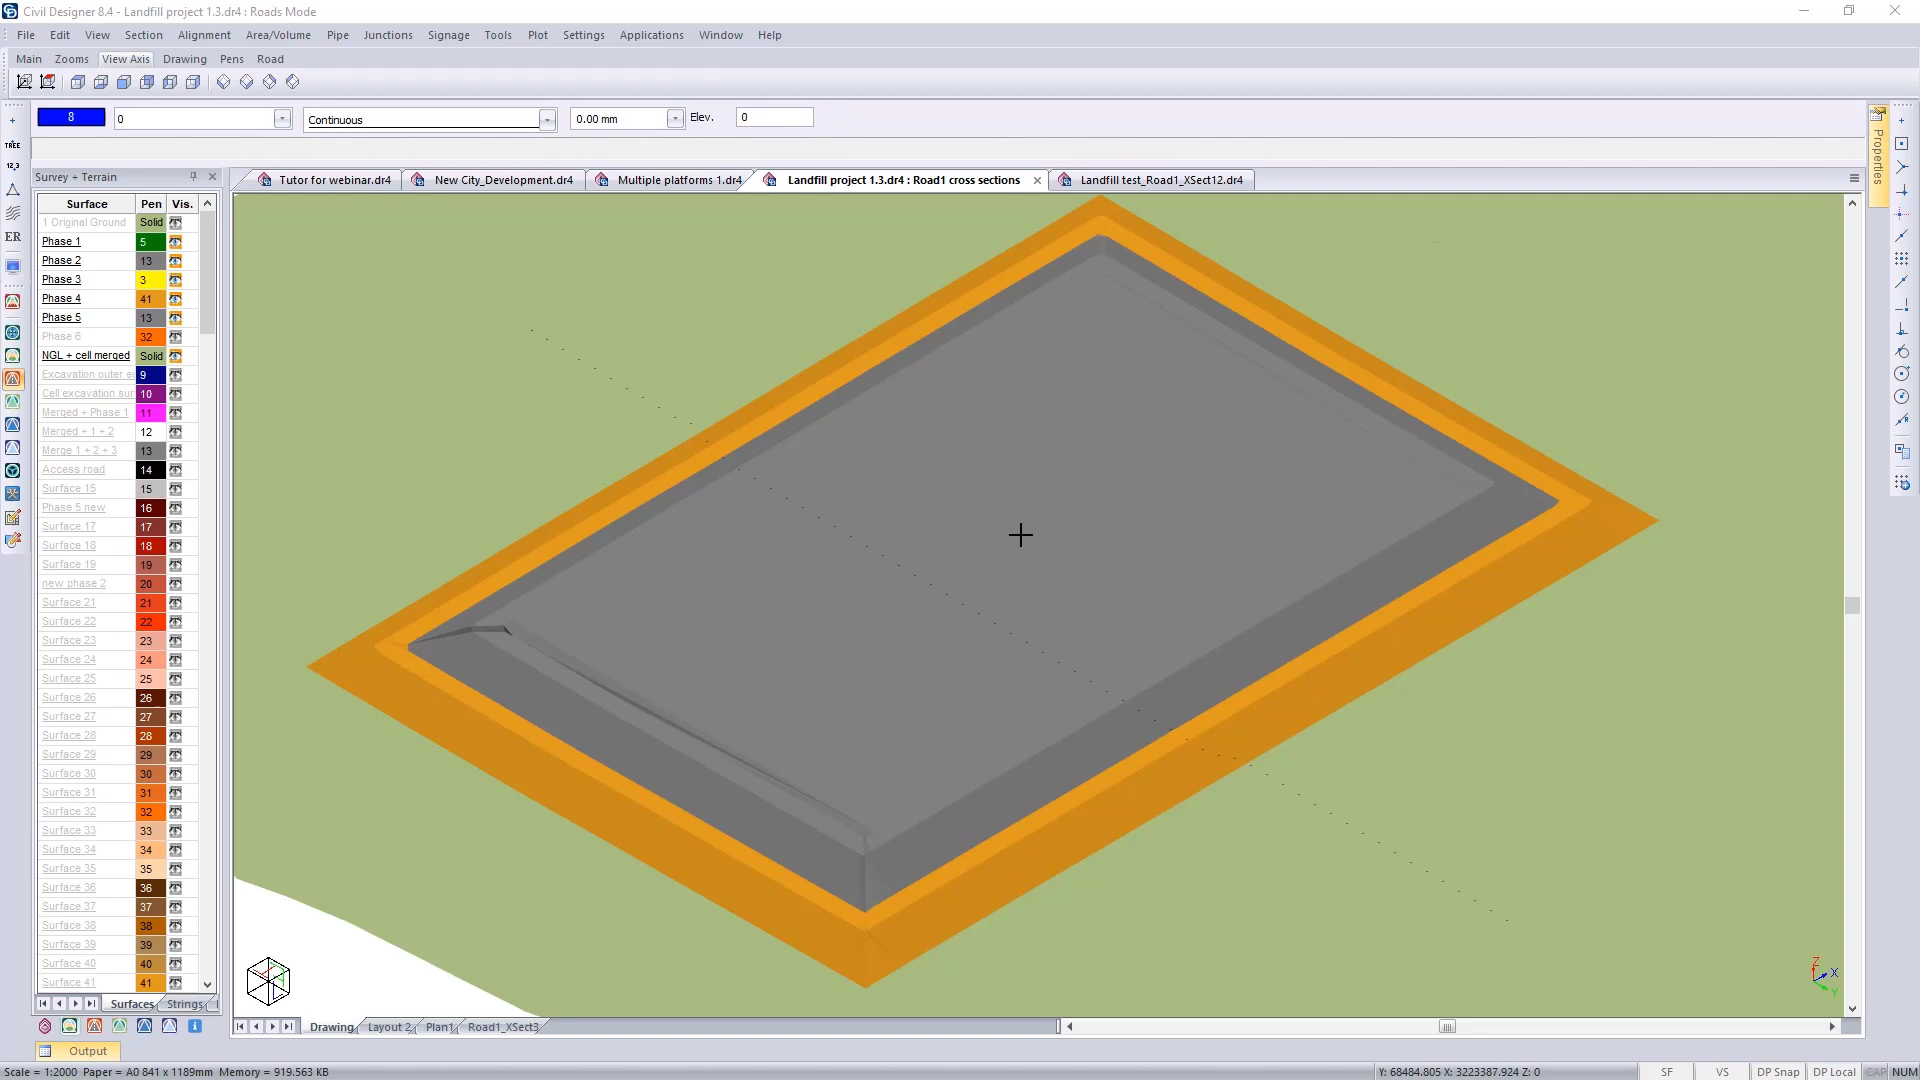 Civil Designer 8.4 - Landfill project 1.3.dr4 : Roads Mode
File Edit View Section Alignment Area/Volume Pipe Junctions Signage Tools Plot Settings Applications Window Help
Main Zooms View Axis Drawing Pens Road
8 0 Continuous 0.00 mm Elev. 0
TREE
12,3
ER
Properties
Survey + Terrain
Tutor for webinar.dr4 New City_Development.dr4 Multiple platforms 1.dr4 Landfill project 1.3.dr4 : Road1 cross sections Landfill test_Road1_XSect12.dr4
Surface Pen Vis.
1 Original Ground Solid
Phase 1 5
Phase 2 13
Phase 3 3
Phase 4 41
Phase 5 13
Phase 6 32
NGL + cell merged Solid
Excavation outer e 9
Cell excavation sur 10
Merged + Phase 1 11
Merged + 1 + 2 12
Merge 1 + 2 + 3 13
Access road 14
Surface 15 15
Phase 5 new 16
Surface 17 17
Surface 18 18
Surface 19 19
new phase 2 20
Surface 21 21
Surface 22 22
Surface 23 23
Surface 24 24
Surface 25 25
Surface 26 26
Surface 27 27
Surface 28 28
Surface 29 29
Surface 30 30
Surface 31 31
Surface 32 32
Surface 33 33
Surface 34 34
Surface 35 35
Surface 36 36
Surface 37 37
Surface 38 38
Surface 39 39
Surface 40 40
Surface 41 41
Surfaces Strings
Z X Y
Drawing Layout 2 Plan1 Road1_XSect3
Output
Scale = 1:2000 Paper = A0 841 x 1189mm Memory = 919.563 KB Y: 68484.805 X: 3223387.924 Z: 0 SF VS DP Snap DP Local CAP NUM